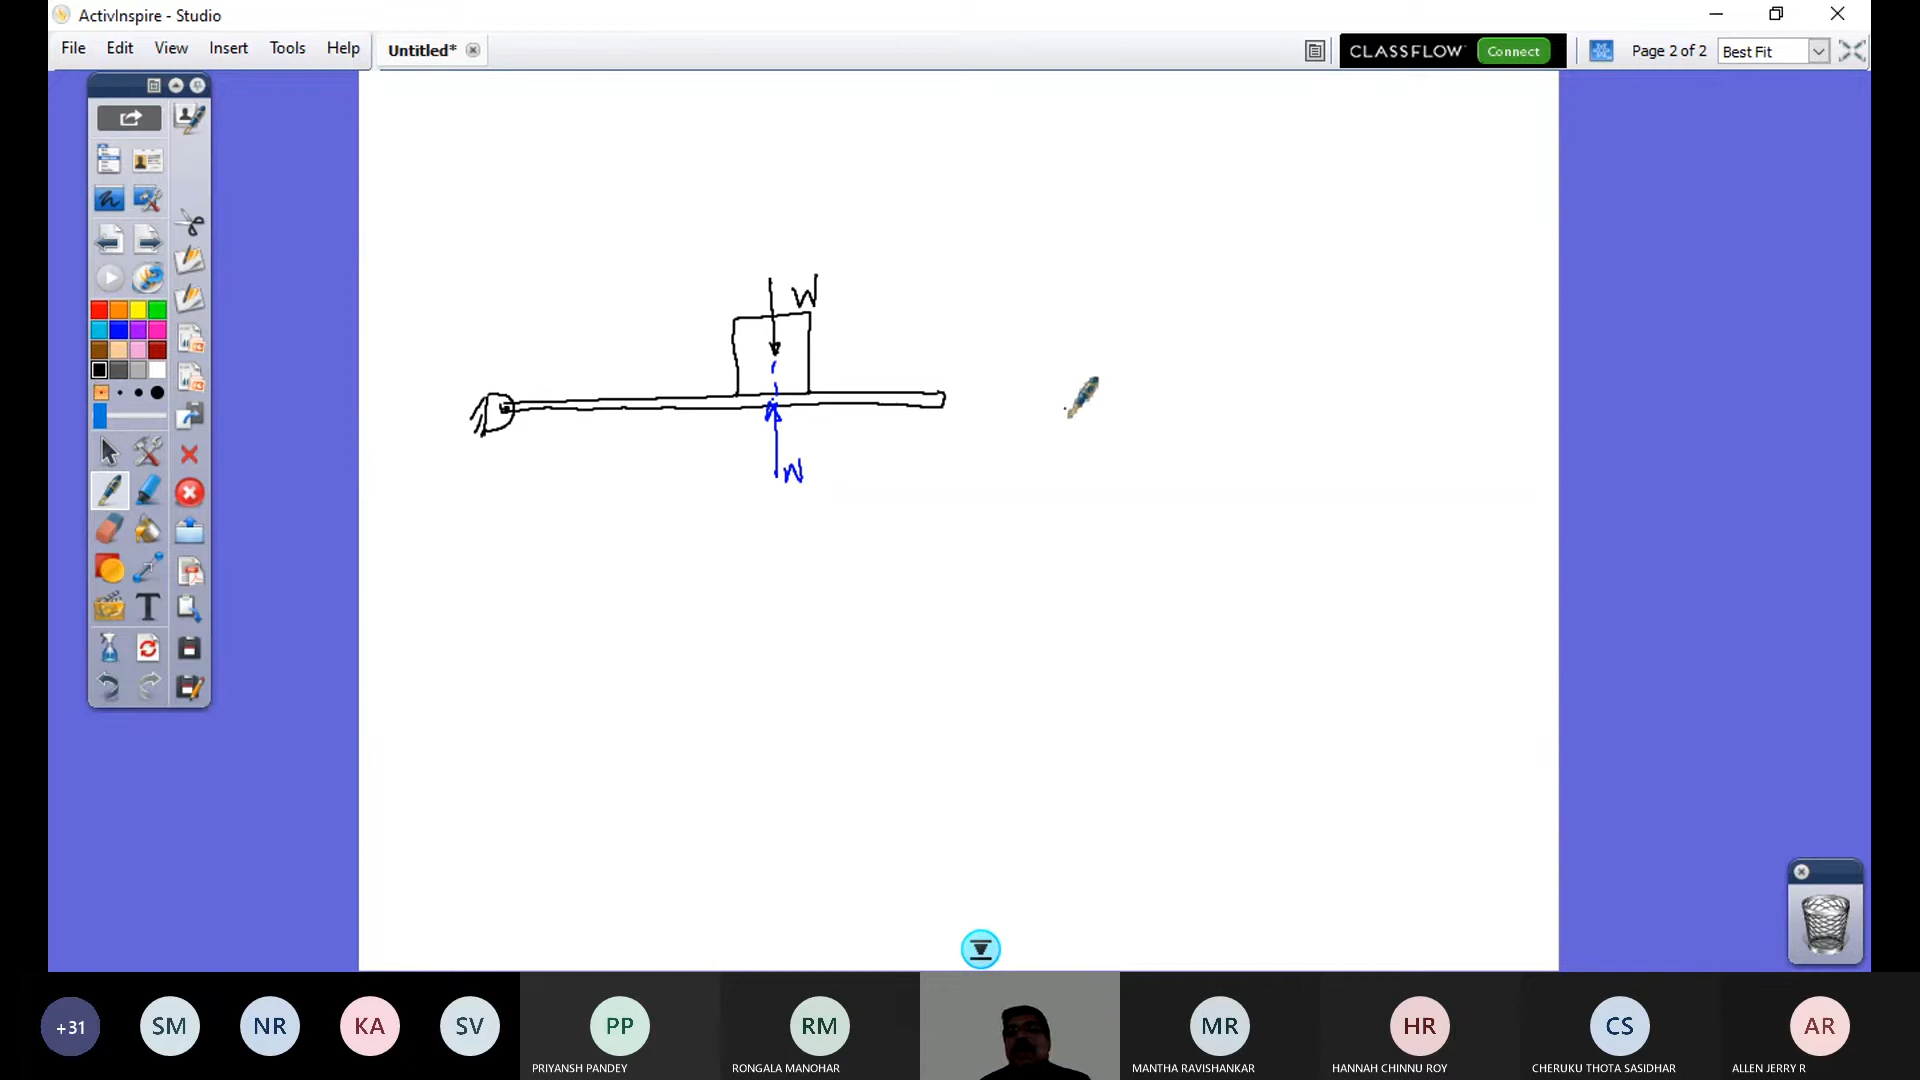 ActivInspire - Studio
File Edit View Insert Tools Help
Untitled*
CLASSFLOW Connect
Page 2 of 2
Best Fit
W
N
T
+31 SM NR KA SV PP RM MR HR CS AR
PRIYANSH PANDEY RONGALA MANOHAR MANTHA RAVISHANKAR HANNAH CHINNU ROY CHERUKU THOTA SASIDHAR ALLEN JERRY R